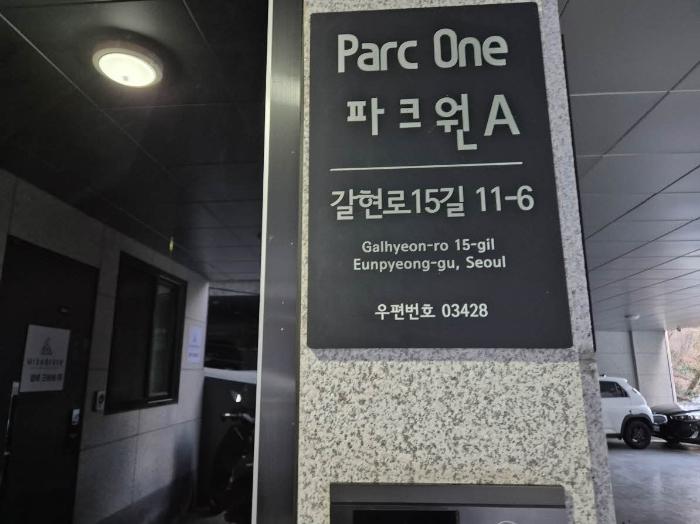 Parc One
파크원 A
갈현로15길 11-6
Galhyeon-ro 15-gil
Eunpyeong-gu, Seoul
우편번호 03428